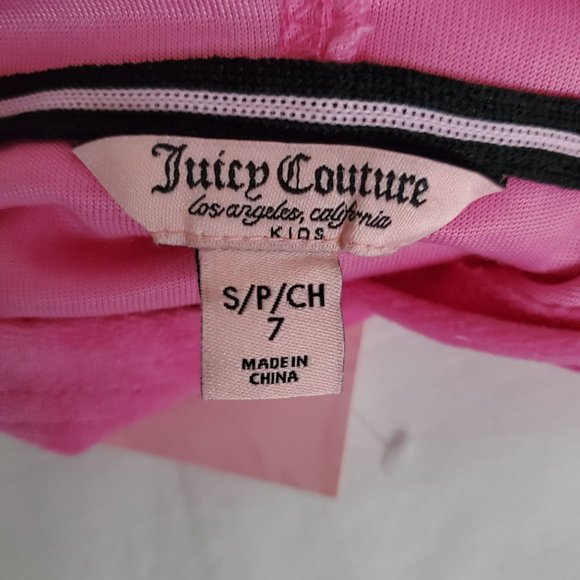 Juicy Couture
los angeles, california
KIDS
S/P/CH
7
MADE IN
CHINA